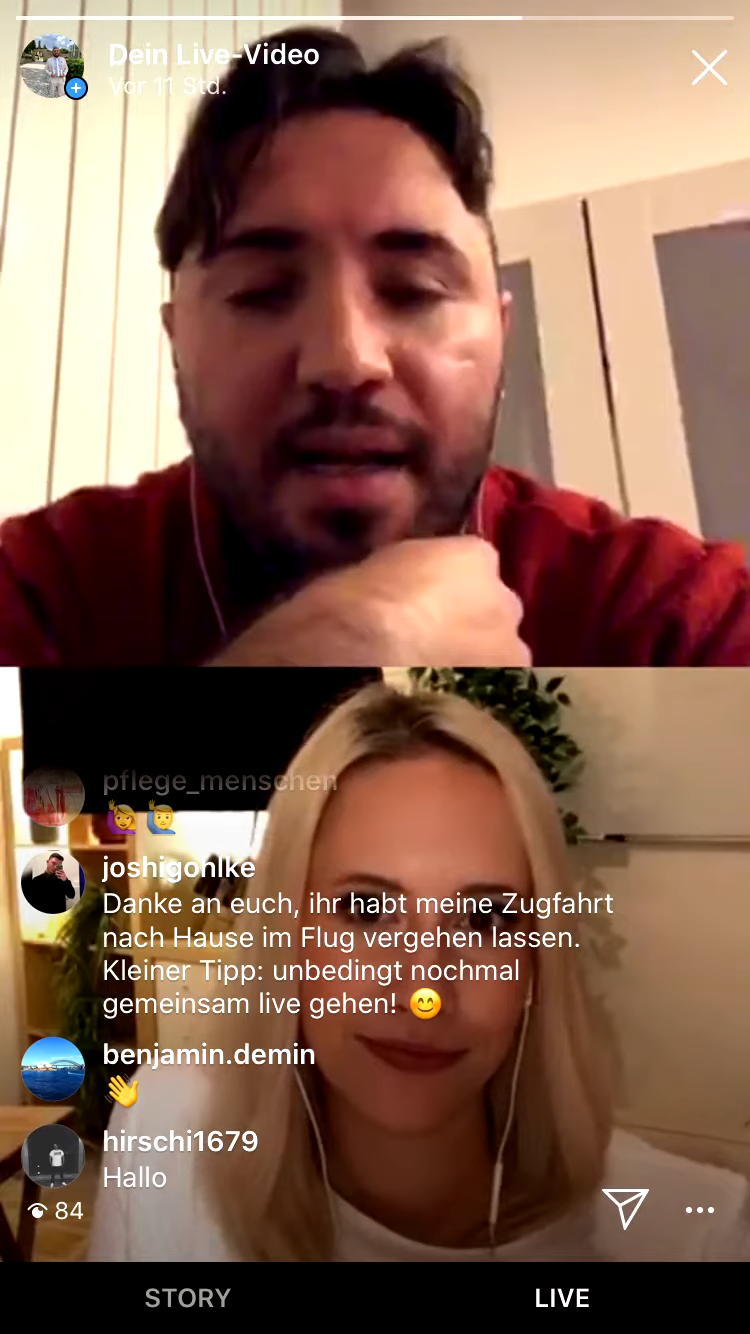 Dein Live-Video
Vor 11 Std.
pflege_menschen
🙋‍♀️🙋‍♂️
joshigohlke
Danke an euch, ihr habt meine Zugfahrt
nach Hause im Flug vergehen lassen.
Kleiner Tipp: unbedingt nochmal
gemeinsam live gehen! 😊
benjamin.demin
👋
hirschi1679
Hallo
84
STORY
LIVE